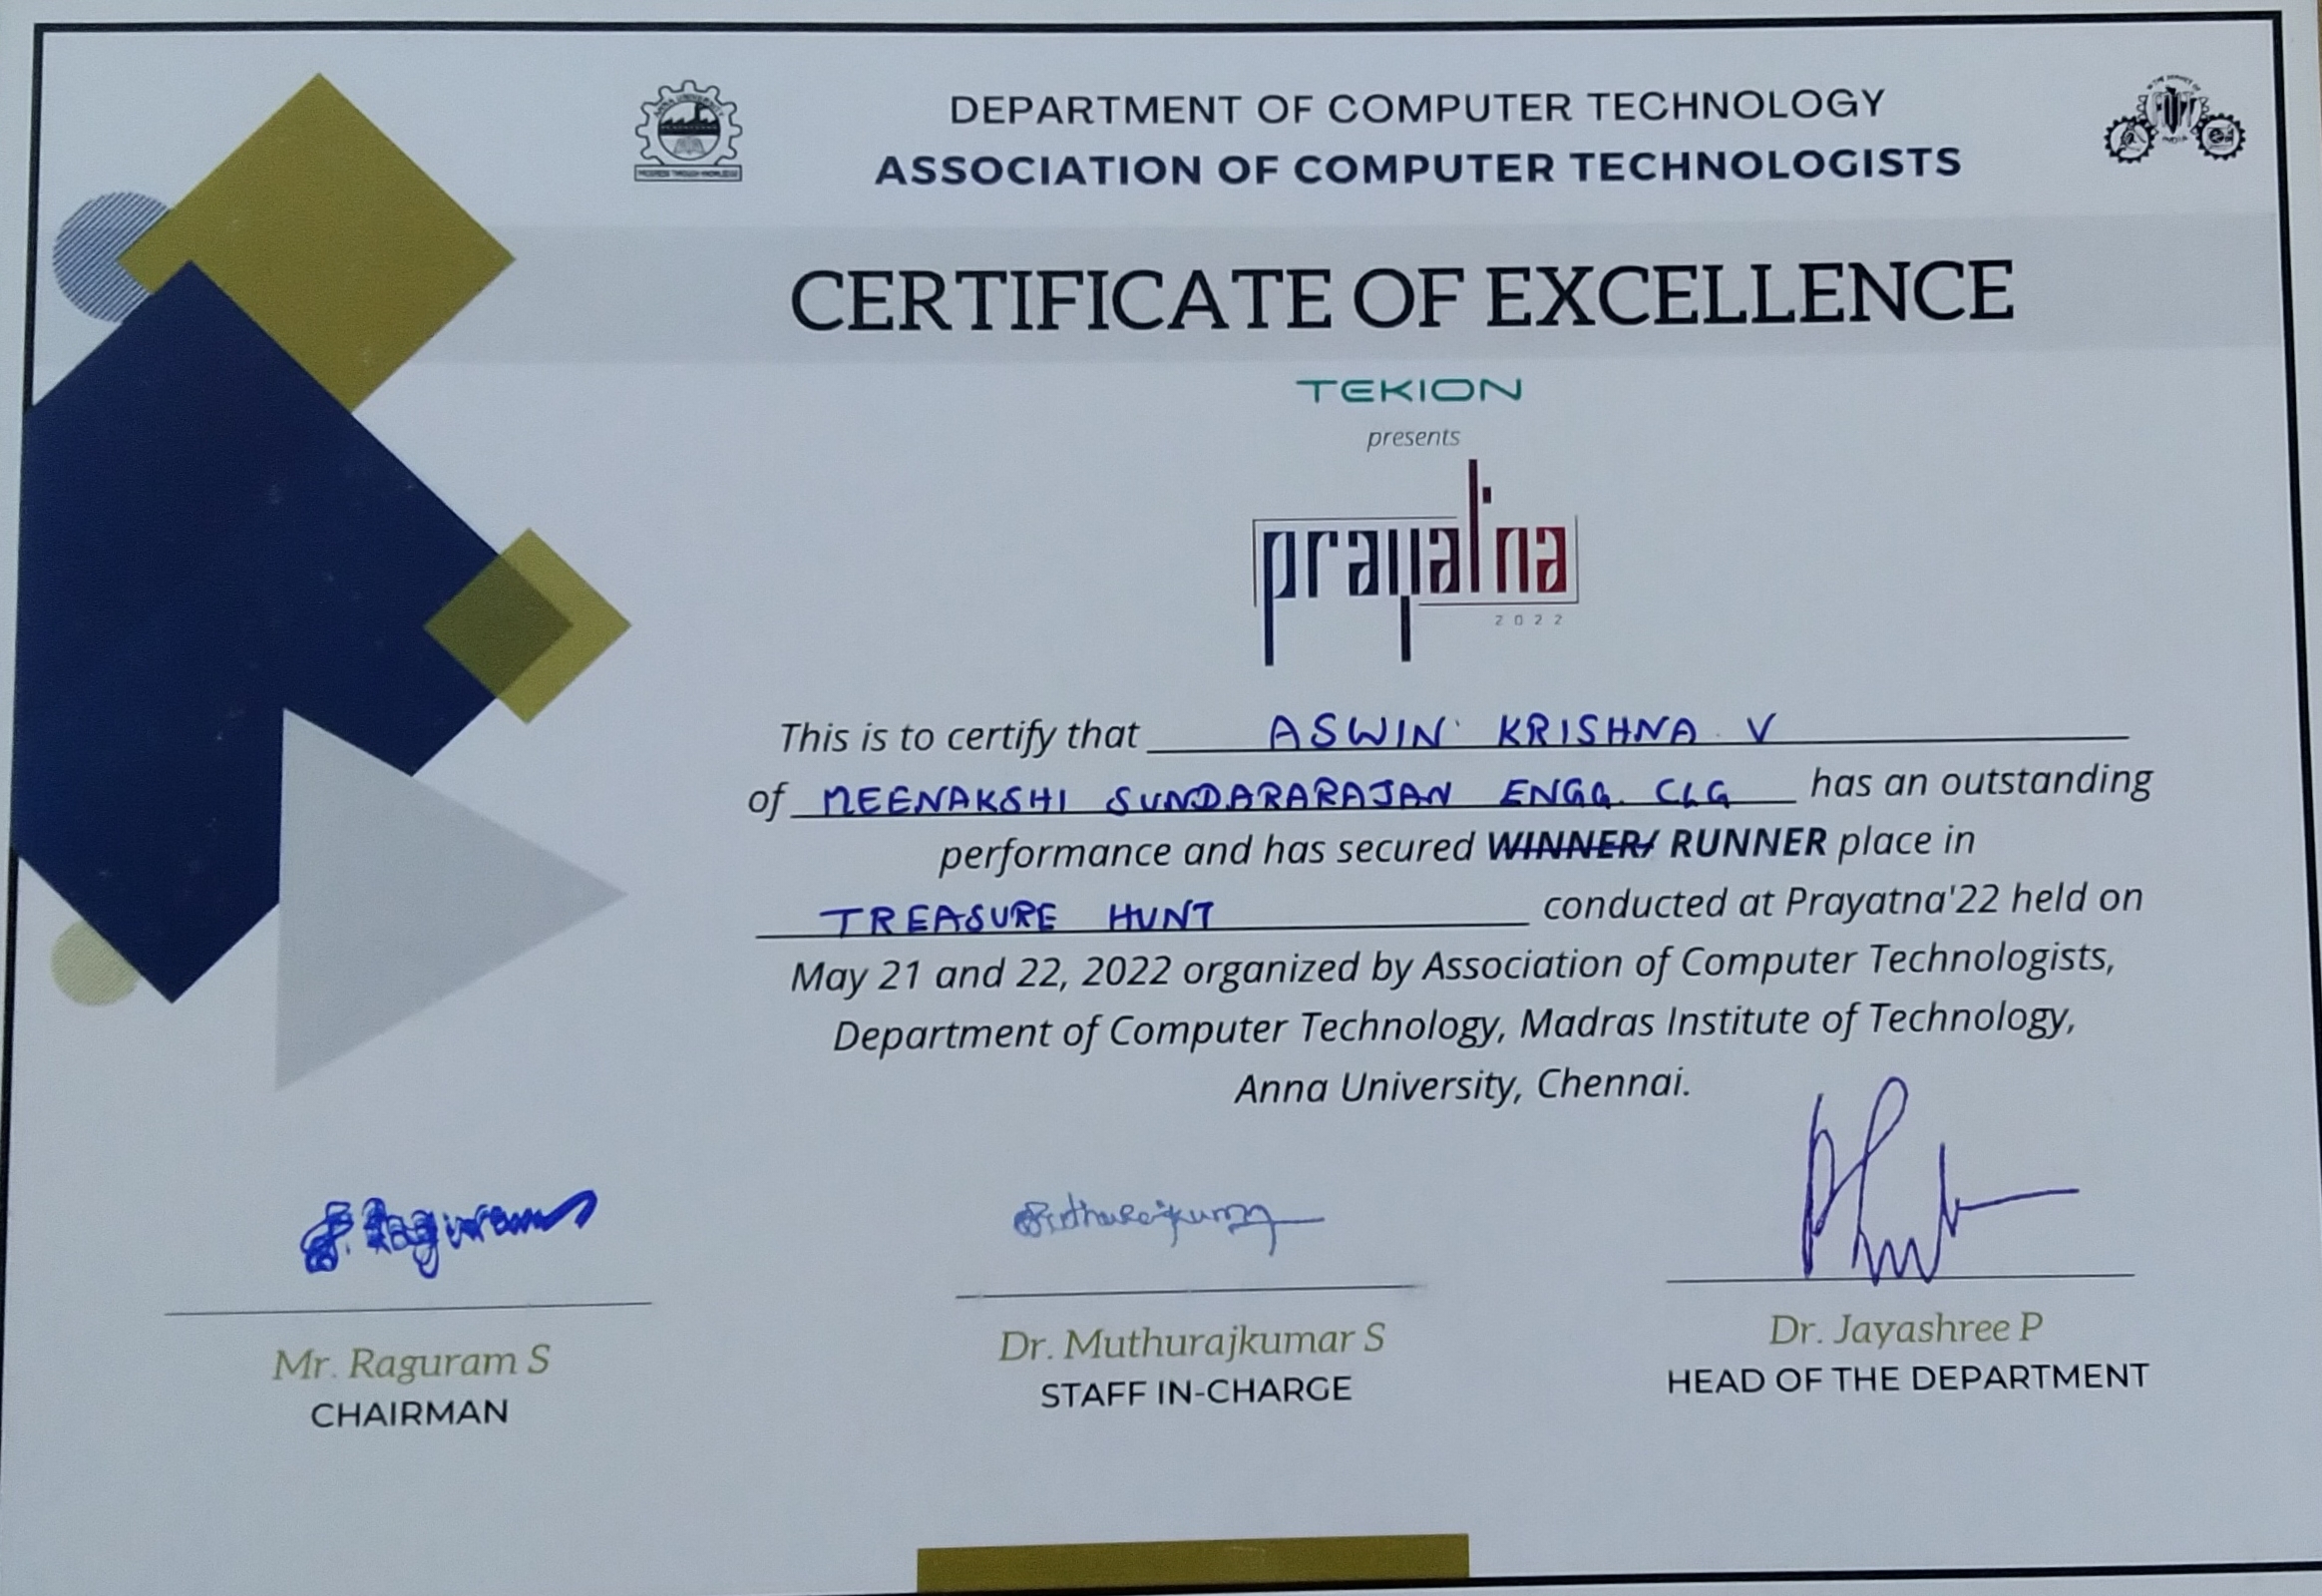 DEPARTMENT OF COMPUTER TECHNOLOGY
ASSOCIATION OF COMPUTER TECHNOLOGISTS
CERTIFICATE OF EXCELLENCE
TEKION
presents
prayatna
2022
This is to certify that ASWIN KRISHNA V
of MEENAKSHI SUNDARARAJAN ENGG. CLG has an outstanding
performance and has secured WINNER/ RUNNER place in
TREASURE HUNT conducted at Prayatna'22 held on
May 21 and 22, 2022 organized by Association of Computer Technologists,
Department of Computer Technology, Madras Institute of Technology,
Anna University, Chennai.
S. Raguram
Mr. Raguram S
CHAIRMAN
Dr. Muthurajkumar S
STAFF IN-CHARGE
Dr. Jayashree P
HEAD OF THE DEPARTMENT